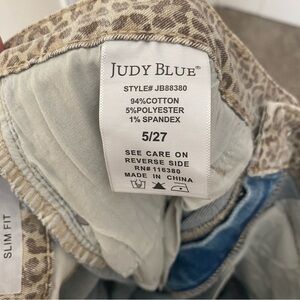 JUDY BLUE®
STYLE# JB88380
94%COTTON
5%POLYESTER
1% SPANDEX
5/27
SEE CARE ON
REVERSE SIDE
RN# 116380
MADE IN CHINA
SLIM FIT